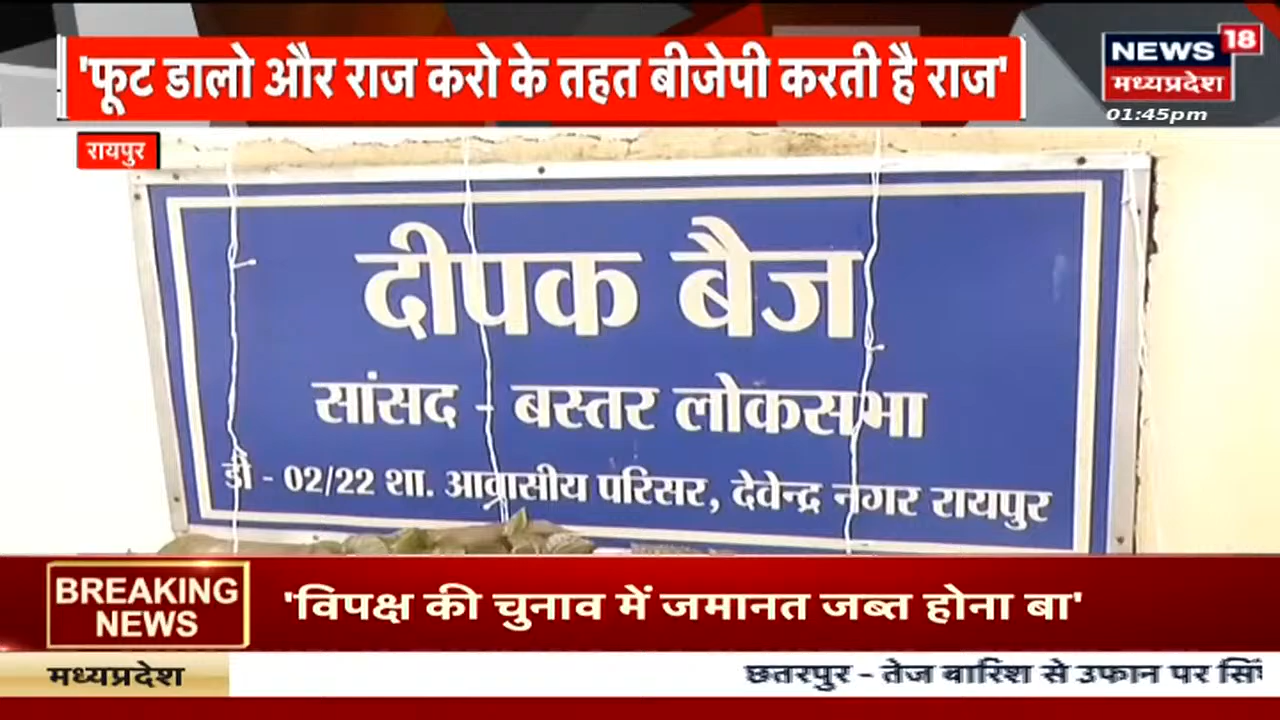 'फूट डालो और राज करो के तहत बीजेपी करती है राज'
NEWS 18
मध्यप्रदेश
01:45pm
रायपुर
दीपक बैज
सांसद - बस्तर लोकसभा
डी - 02/22 शा. आवासीय परिसर, देवेन्द्र नगर रायपुर
BREAKING NEWS
'विपक्ष की चुनाव में जमानत जब्त होना बा'
मध्यप्रदेश
छतरपुर - तेज बारिश से उफान पर